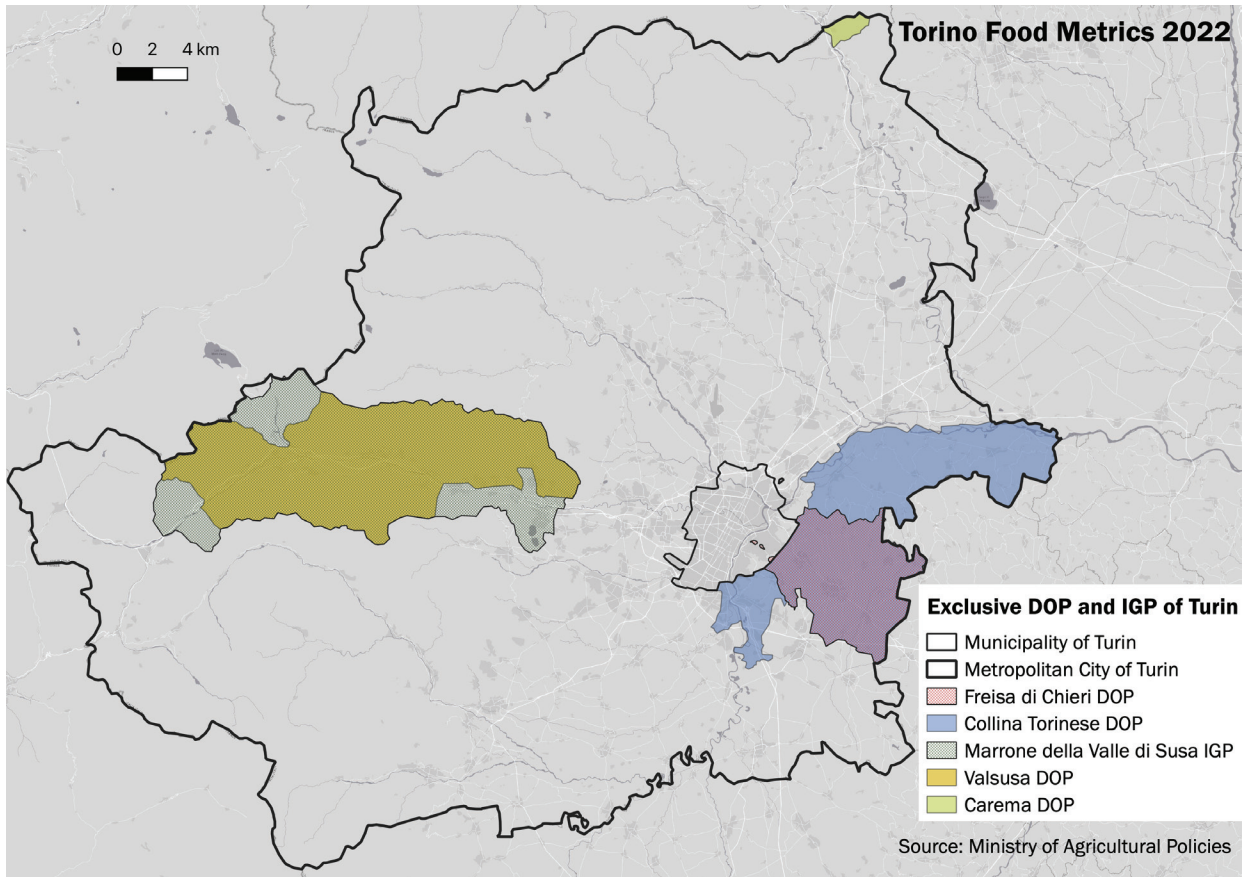 Torino Food Metrics 2022
0 2 4 km
Exclusive DOP and IGP of Turin
Municipality of Turin
Metropolitan City of Turin
Freisa di Chieri DOP
Collina Torinese DOP
Marrone della Valle di Susa IGP
Valsusa DOP
Carema DOP
Source: Ministry of Agricultural Policies